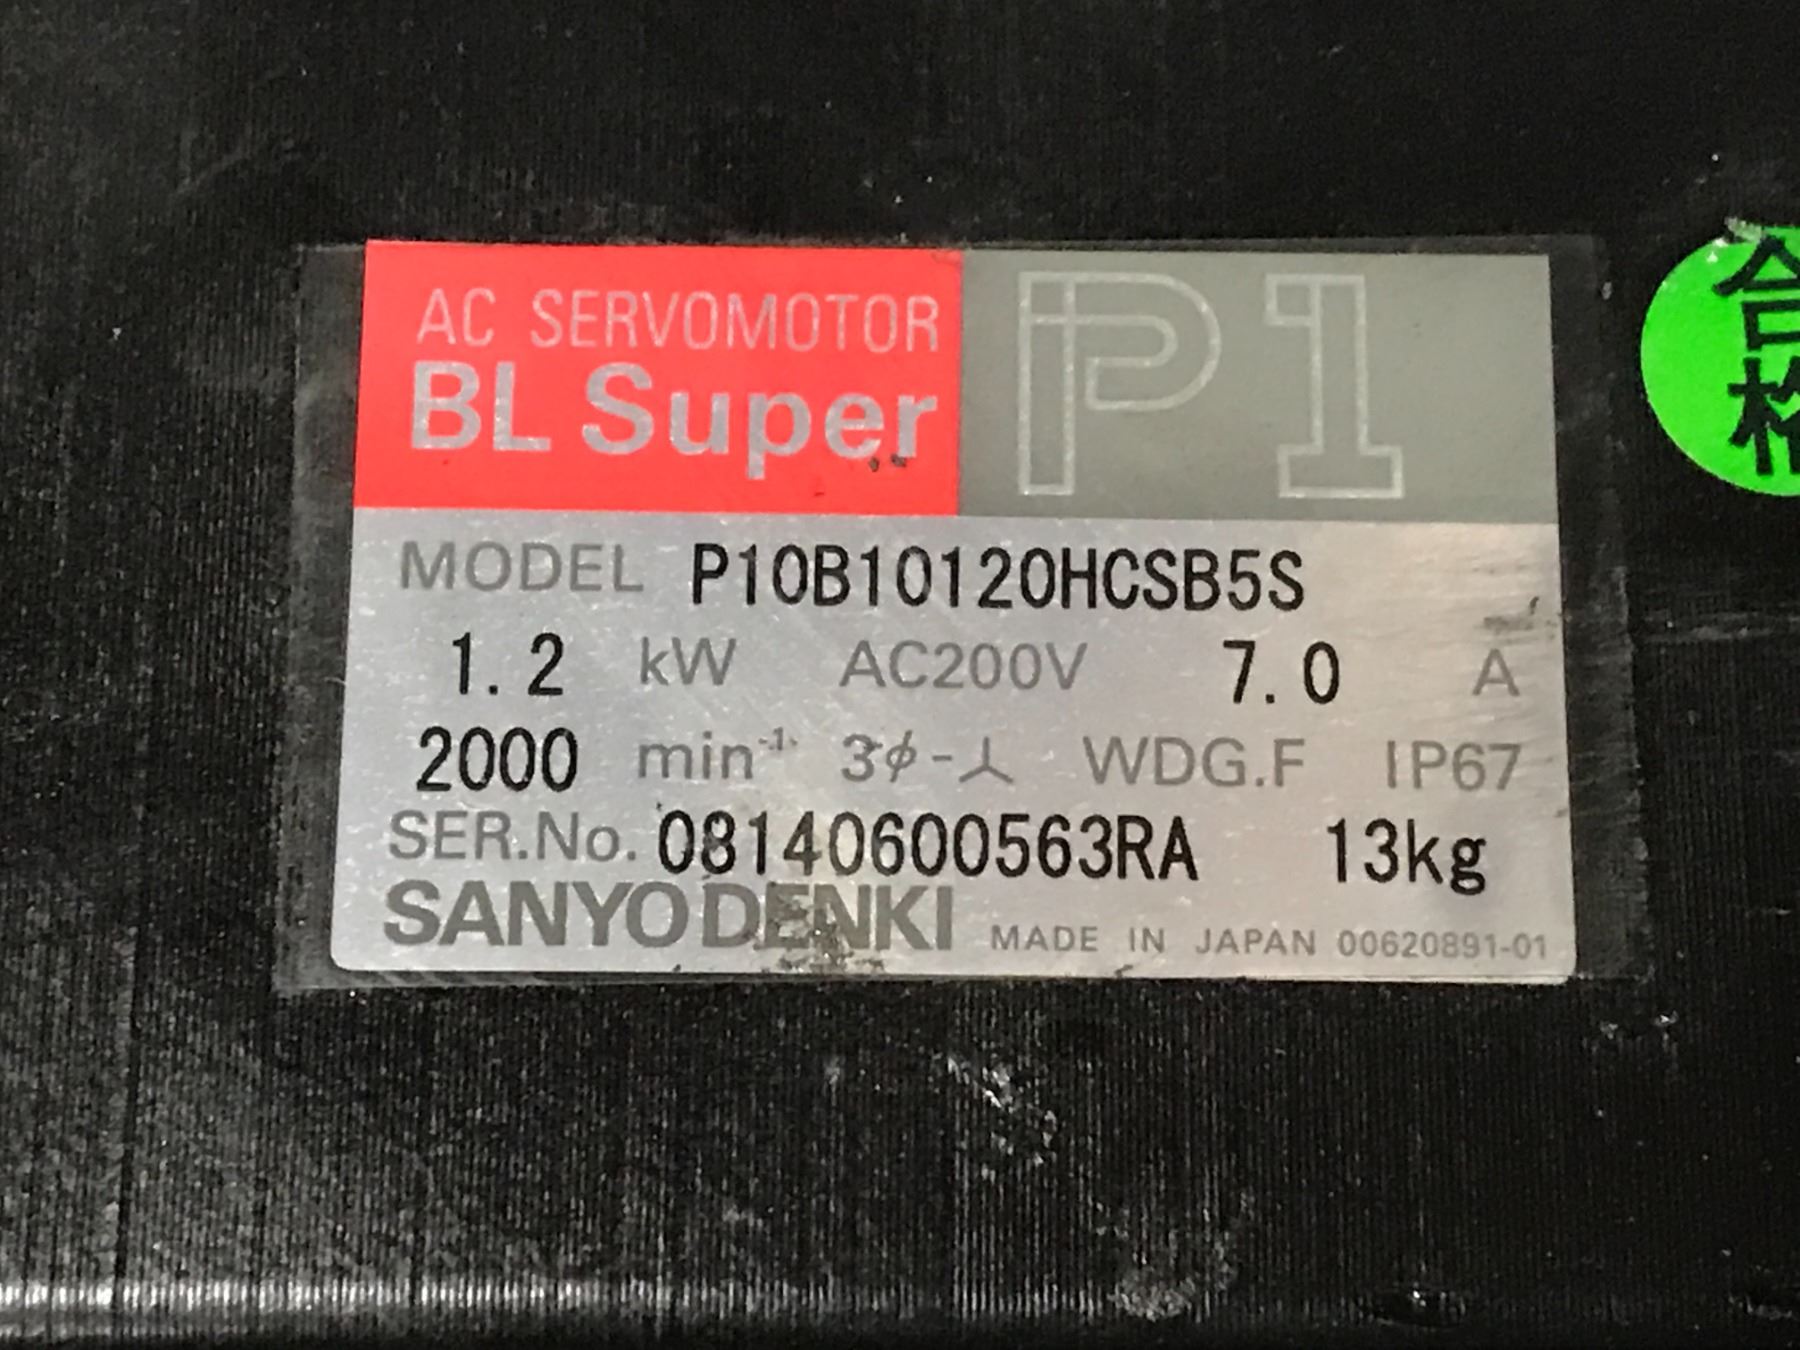 AC SERVOMOTOR
BL Super P1
MODEL P10B10120HCSB5S
1.2 kW AC200V 7.0 A
2000 min⁻¹ 3ϕ-人 WDG.F IP67
SER.No. 08140600563RA 13kg
SANYO DENKI MADE IN JAPAN 00620891-01
合格